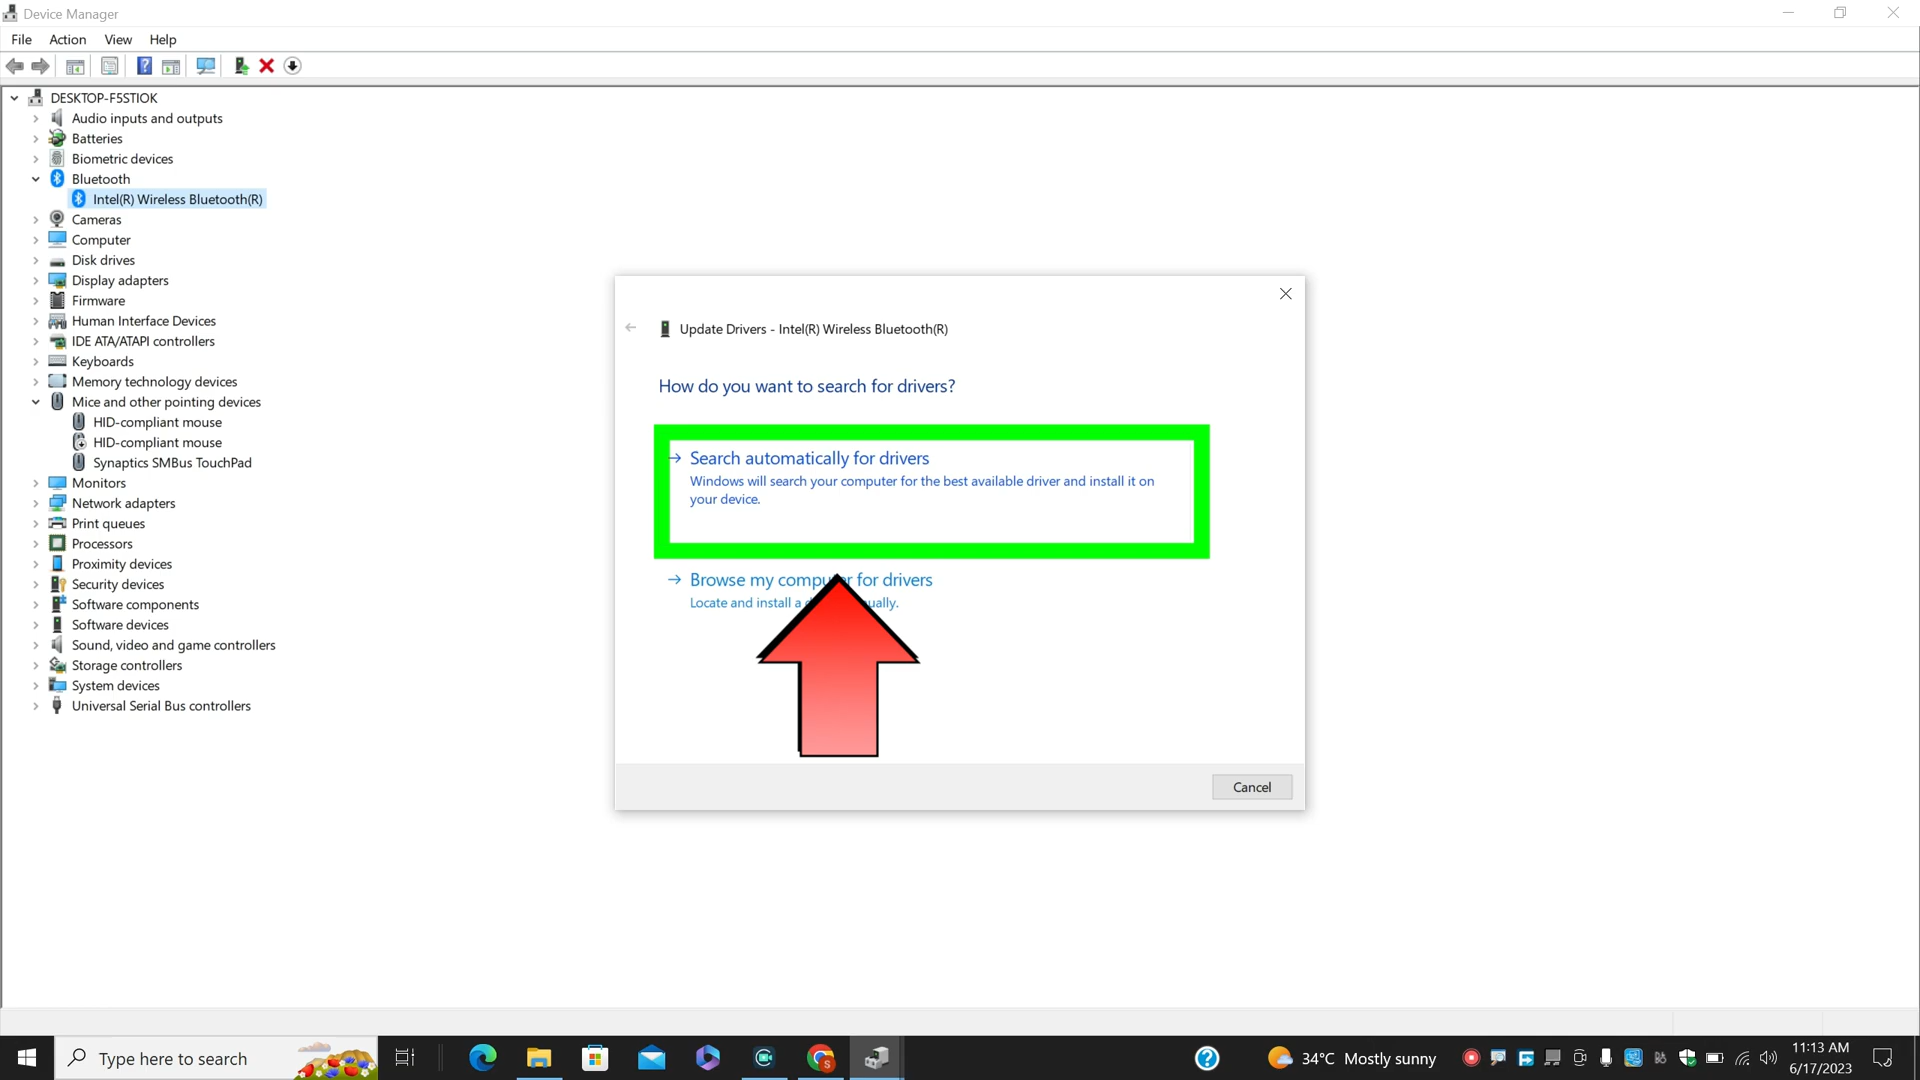 Device Manager
File Action View Help
DESKTOP-F5STIOK
Audio inputs and outputs
Batteries
Biometric devices
Bluetooth
Intel(R) Wireless Bluetooth(R)
Cameras
Computer
Disk drives
Display adapters
Firmware
Human Interface Devices
IDE ATA/ATAPI controllers
Keyboards
Memory technology devices
Mice and other pointing devices
HID-compliant mouse
HID-compliant mouse
Synaptics SMBus TouchPad
Monitors
Network adapters
Print queues
Processors
Proximity devices
Security devices
Software components
Software devices
Sound, video and game controllers
Storage controllers
System devices
Universal Serial Bus controllers
Update Drivers - Intel(R) Wireless Bluetooth(R)
How do you want to search for drivers?
Search automatically for drivers
Windows will search your computer for the best available driver and install it on
your device.
Browse my computer for drivers
Locate and install a
Cancel
Type here to search
34°C Mostly sunny
11:13 AM
6/17/2023